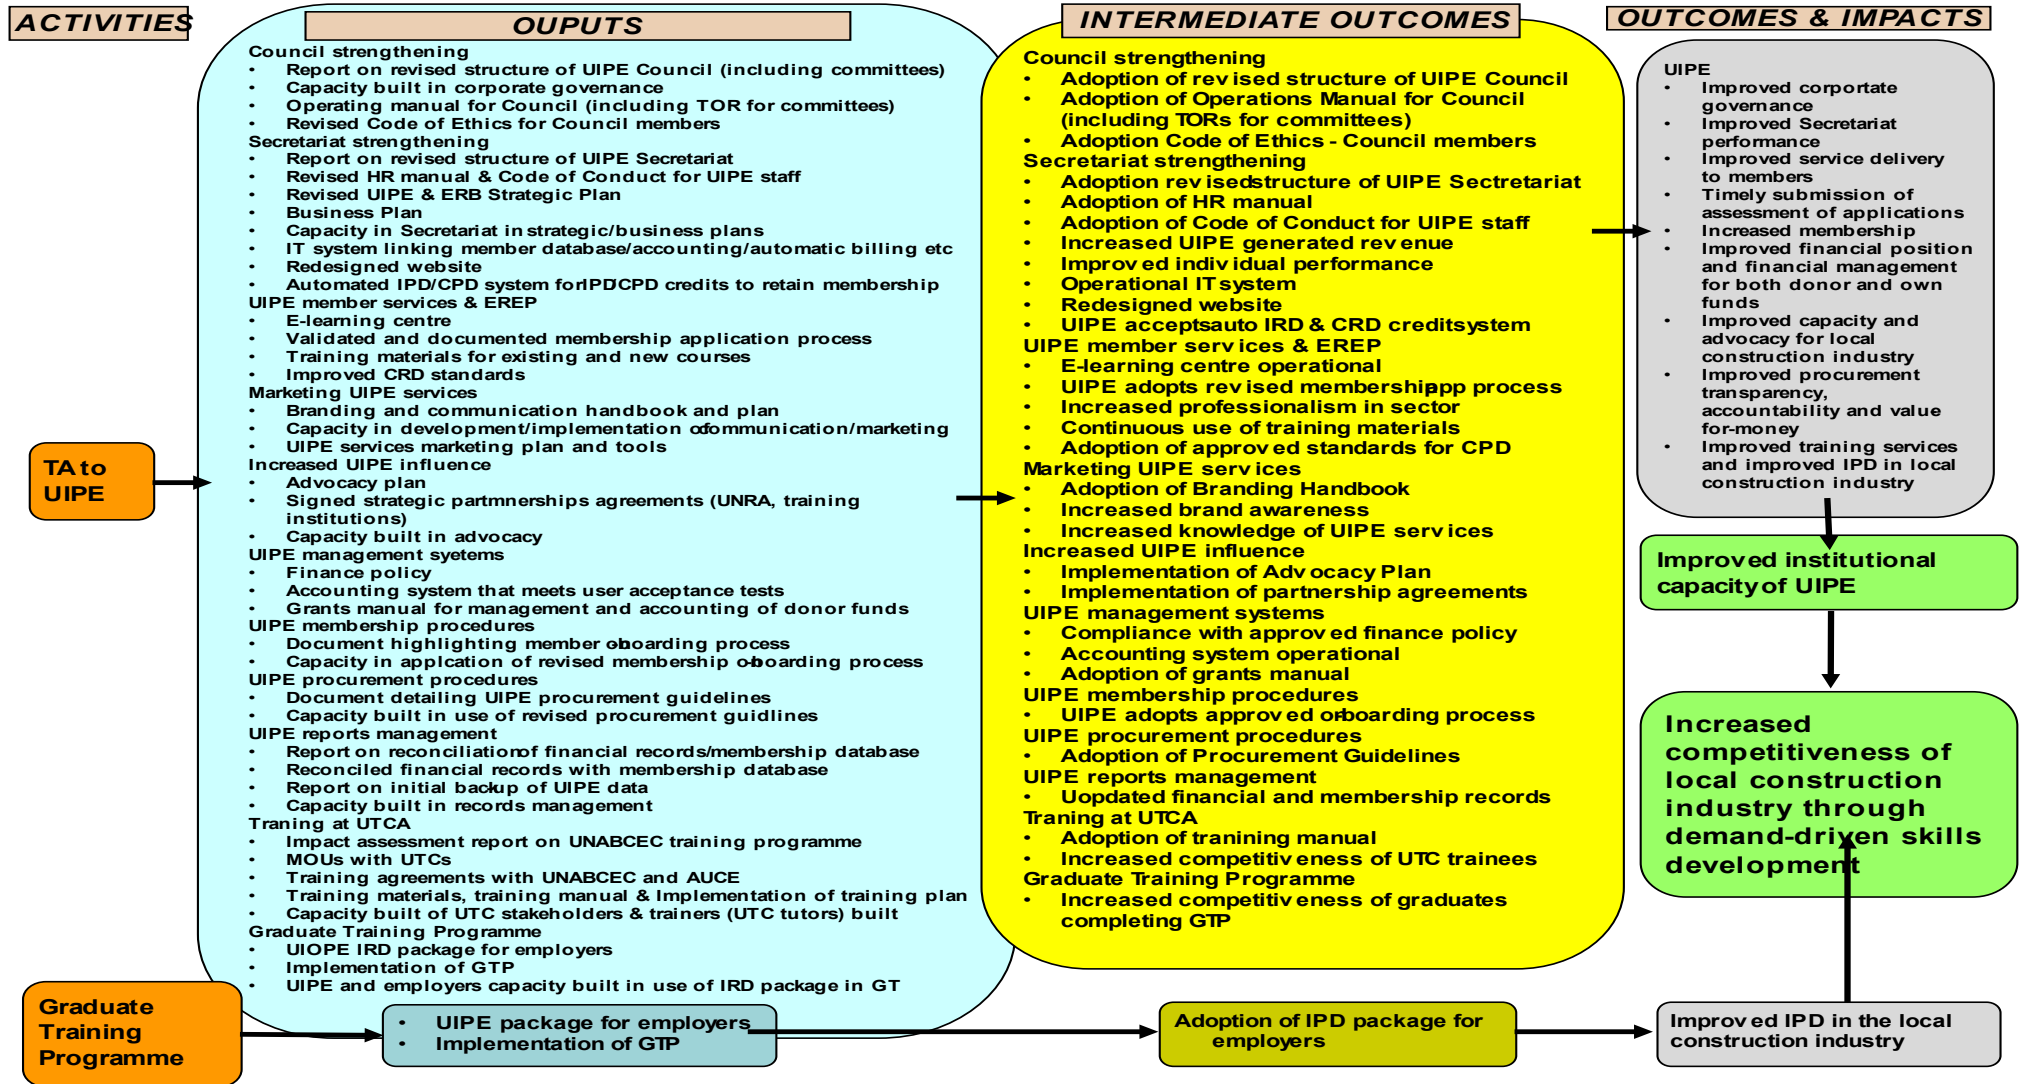 ACTIVITIES
OUPUTS
Council strengthening
• Report on revised structure of UIPE Council (including committees)
• Capacity built in corporate governance
• Operating manual for Council (including TOR for committees)
• Revised Code of Ethics for Council members
Secretariat strengthening
• Report on revised structure of UIPE Secretariat
• Revised HR manual & Code of Conduct for UIPE staff
• Revised UIPE & ERB Strategic Plan
• Business Plan
• Capacity in Secretariat in strategic/business plans
• IT system linking member database/accounting/automatic billing etc
• Redesigned website
• Automated IPD/CPD system for IPD/CPD credits to retain membership
UIPE member services & EREP
• E-learning centre
• Validated and documented membership application process
• Training materials for existing and new courses
• Improved CRD standards
Marketing UIPE services
• Branding and communication handbook and plan
• Capacity in development/implementation of communication/marketing
• UIPE services marketing plan and tools
Increased UIPE influence
• Advocacy plan
• Signed strategic partmnerships agreements (UNRA, training
institutions)
• Capacity built in advocacy
UIPE management syetems
• Finance policy
• Accounting system that meets user acceptance tests
• Grants manual for management and accounting of donor funds
UIPE membership procedures
• Document highlighting member on-boarding process
• Capacity in applcation of revised membership on-boarding process
UIPE procurement procedures
• Document detailing UIPE procurement guidelines
• Capacity built in use of revised procurement guidlines
UIPE reports management
• Report on reconciliation of financial records/membership database
• Reconciled financial records with membership database
• Report on initial backup of UIPE data
• Capacity built in records management
Traning at UTCA
• Impact assessment report on UNABCEC training programme
• MOUs with UTCs
• Training agreements with UNABCEC and AUCE
• Training materials, training manual & Implementation of training plan
• Capacity built of UTC stakeholders & trainers (UTC tutors) built
Graduate Training Programme
• UIOPE IRD package for employers
• Implementation of GTP
• UIPE and employers capacity built in use of IRD package in GT
INTERMEDIATE OUTCOMES
Council strengthening
• Adoption of revised structure of UIPE Council
• Adoption of Operations Manual for Council
(including TORs for committees)
• Adoption Code of Ethics - Council members
Secretariat strengthening
• Adoption revised structure of UIPE Sectretariat
• Adoption of HR manual
• Adoption of Code of Conduct for UIPE staff
• Increased UIPE generated revenue
• Improved individual performance
• Operational IT system
• Redesigned website
• UIPE accepts auto IRD & CRD credit system
UIPE member services & EREP
• E-learning centre operational
• UIPE adopts revised membership app process
• Increased professionalism in sector
• Continuous use of training materials
• Adoption of approved standards for CPD
Marketing UIPE services
• Adoption of Branding Handbook
• Increased brand awareness
• Increased knowledge of UIPE services
Increased UIPE influence
• Implementation of Advocacy Plan
• Implementation of partnership agreements
UIPE management systems
• Compliance with approved finance policy
• Accounting system operational
• Adoption of grants manual
UIPE membership procedures
• UIPE adopts approved on-boarding process
UIPE procurement procedures
• Adoption of Procurement Guidelines
UIPE reports management
• Uopdated financial and membership records
Traning at UTCA
• Adoption of tranining manual
• Increased competitiveness of UTC trainees
Graduate Training Programme
• Increased competitiveness of graduates
completing GTP
OUTCOMES & IMPACTS
UIPE
• Improved corportate
governance
• Improved Secretariat
performance
• Improved service delivery
to members
• Timely submission of
assessment of applications
• Increased membership
• Improved financial position
and financial management
for both donor and own
funds
• Improved capacity and
advocacy for local
construction industry
• Improved procurement
transparency,
accountability and value
for-money
• Improved training services
and improved IPD in local
construction industry
Improved institutional
capacity of UIPE
Increased
competitiveness of
local construction
industry through
demand-driven skills
development
TA to
UIPE
Graduate
Training
Programme
• UIPE package for employers
• Implementation of GTP
Adoption of IPD package for
employers
Improved IPD in the local
construction industry